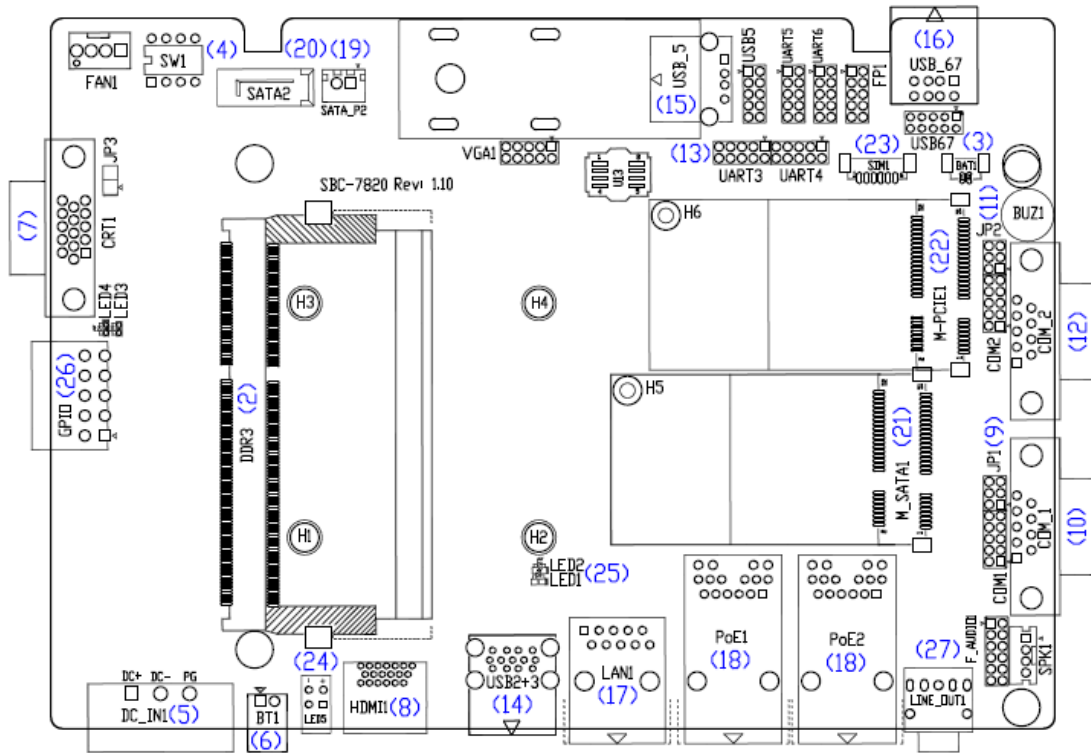 FAN1
SW1
(4)
(20)
(19)
SATA2
SATA_P2
USB_5
(15)
USB5
UART5
UART6
FP1
(16)
USB_67
USB67
VGA1
U13
(13)
UART3
UART4
(23)
SIM1
(3)
BAT1
JP3
(7)
CRT1
SBC-7820 Rev: 1.10
H6
(11)
BUZ1
JP2
(22)
M-PCIE1
COM2
COM_2
(12)
LED4
LED3
H3
H4
(26)
GPIO
(2)
DDR3
H5
(21)
M_SATA1
JP1
(9)
COM1
COM_1
(10)
H1
H2
LED2
LED1
(25)
PoE1
(18)
PoE2
(18)
(27)
F_AUDIO1
SPK1
LINE_OUT1
DC+ DC- PG
DC_IN1
(5)
BT1
(6)
(24)
- +
LED5
HDMI1
(8)
USB2+3
(14)
LAN1
(17)